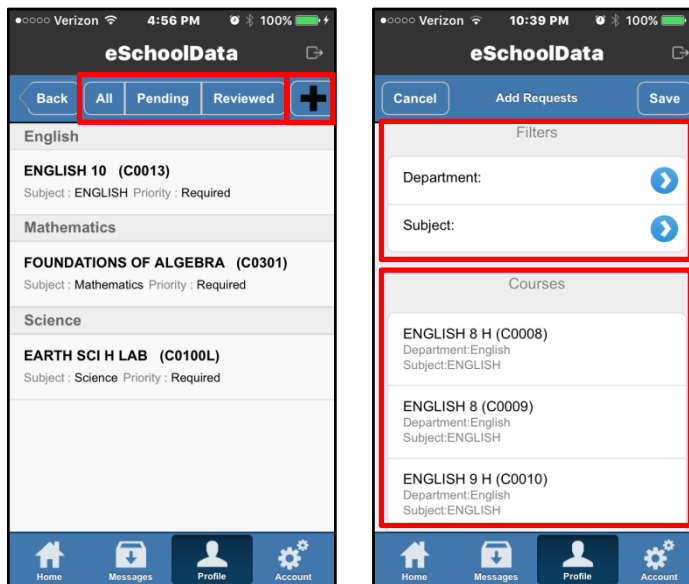 Verizon 4:56 PM 100%
eSchoolData
Back All Pending Reviewed
English
ENGLISH 10 (C0013)
Subject : ENGLISH Priority : Required
Mathematics
FOUNDATIONS OF ALGEBRA (C0301)
Subject : Mathematics Priority : Required
Science
EARTH SCI H LAB (C0100L)
Subject : Science Priority : Required
Home Messages Profile Account
Verizon 10:39 PM 100%
eSchoolData
Cancel Add Requests Save
Filters
Department:
Subject:
Courses
ENGLISH 8 H (C0008)
Department:English
Subject:ENGLISH
ENGLISH 8 (C0009)
Department:English
Subject:ENGLISH
ENGLISH 9 H (C0010)
Department:English
Subject:ENGLISH
Home Messages Profile Account